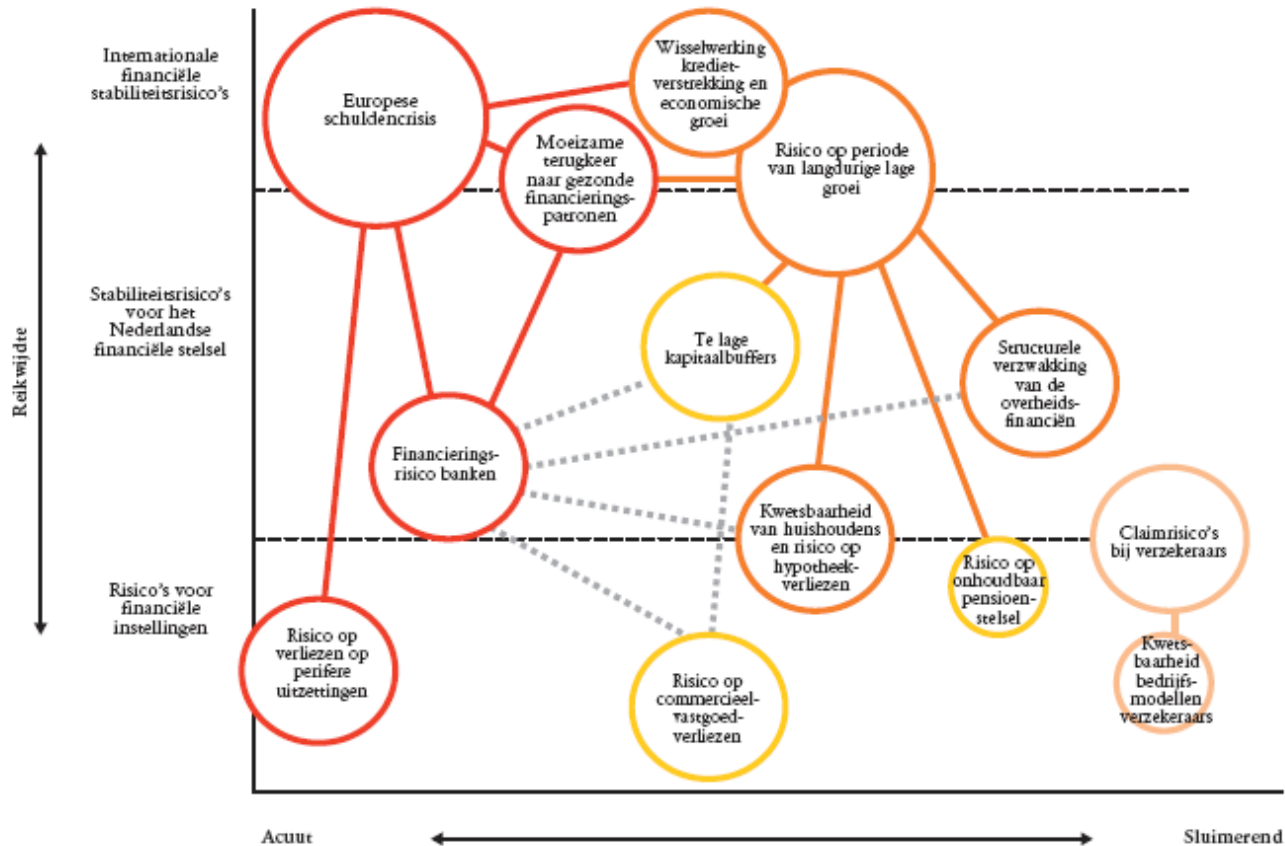 Internationale
financiële
stabiliteitsrisico's
Europese
schuldencrisis
Wisselwerking
krediet-
verstrekking en
economische
groei
Moeizame
terugkeer
naar gezonde
financierings-
patronen
Risico op periode
van langdurige lage
groei
Reikwijdte
Stabiliteitsrisico's
voor het
Nederlandse
financiële stelsel
Te lage
kapitaalbuffers
Structurele
verzwakking
van de
overheids-
financiën
Financierings-
risico banken
Kwetsbaarheid
van huishoudens
en risico op
hypotheek-
verliezen
Risico op
onhoudbaar
pensioen-
stelsel
Claimrisico's
bij verzekeraars
Risico's voor
financiële
instellingen
Risico op
verliezen op
perifere
uitzettingen
Risico op
commercieel-
vastgoed-
verliezen
Kwets-
baarheid
bedrijfs-
modellen
verzekeraars
Acuut
Sluimerend